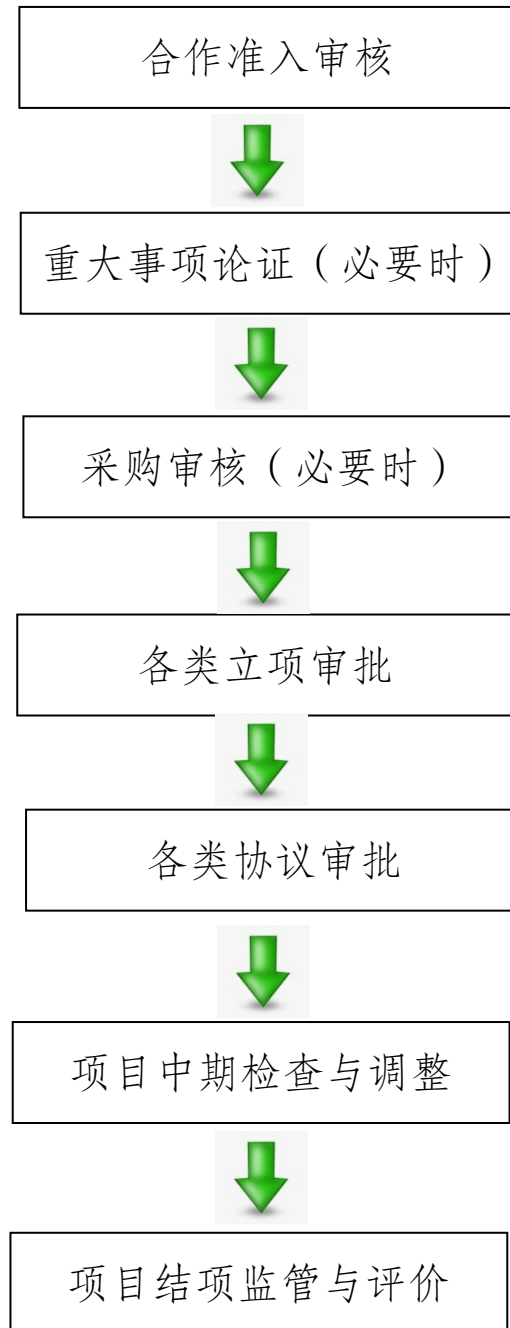 合作准入审核
重大事项论证（必要时）
采购审核（必要时）
各类立项审批
各类协议审批
项目中期检查与调整
项目结项监管与评价